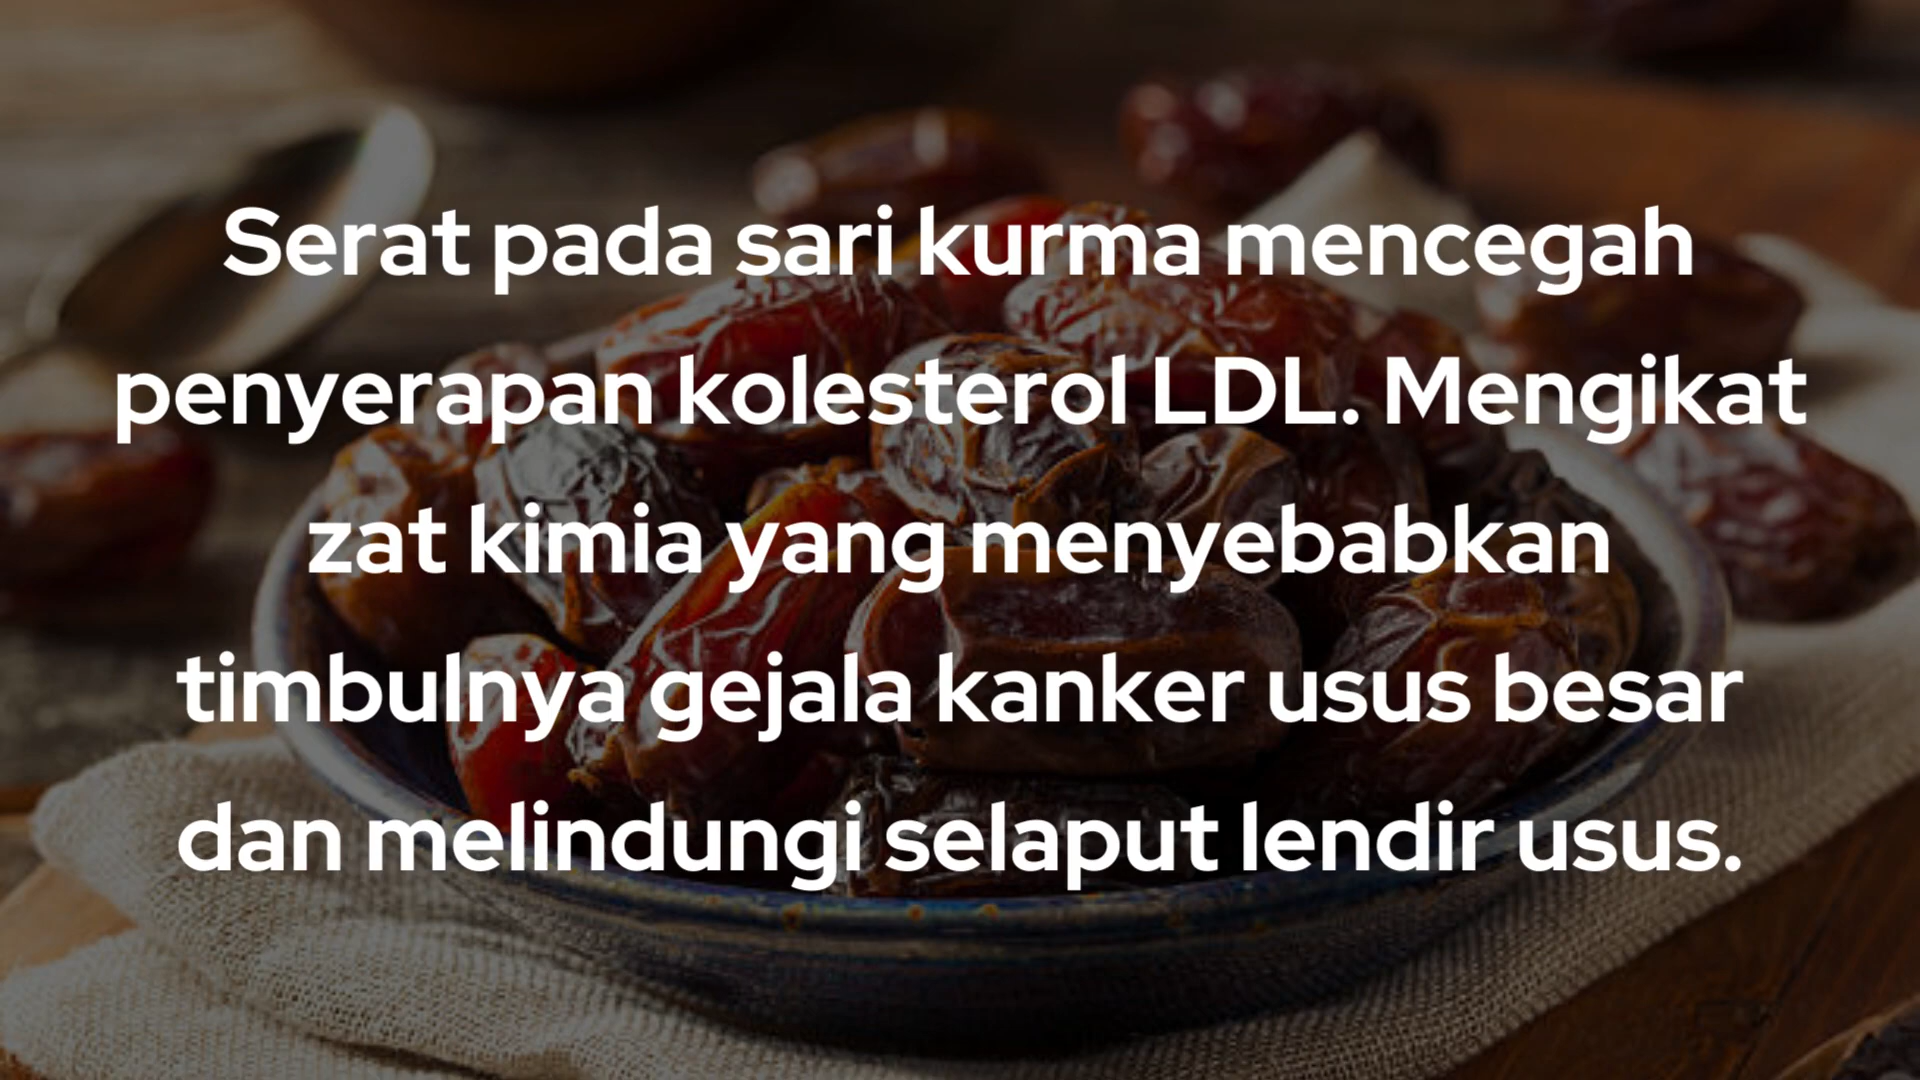 Serat pada sari kurma mencegah
penyerapan kolesterol LDL. Mengikat
zat kimia yang menyebabkan
timbulnya gejala kanker usus besar
dan melindungi selaput lendir usus.